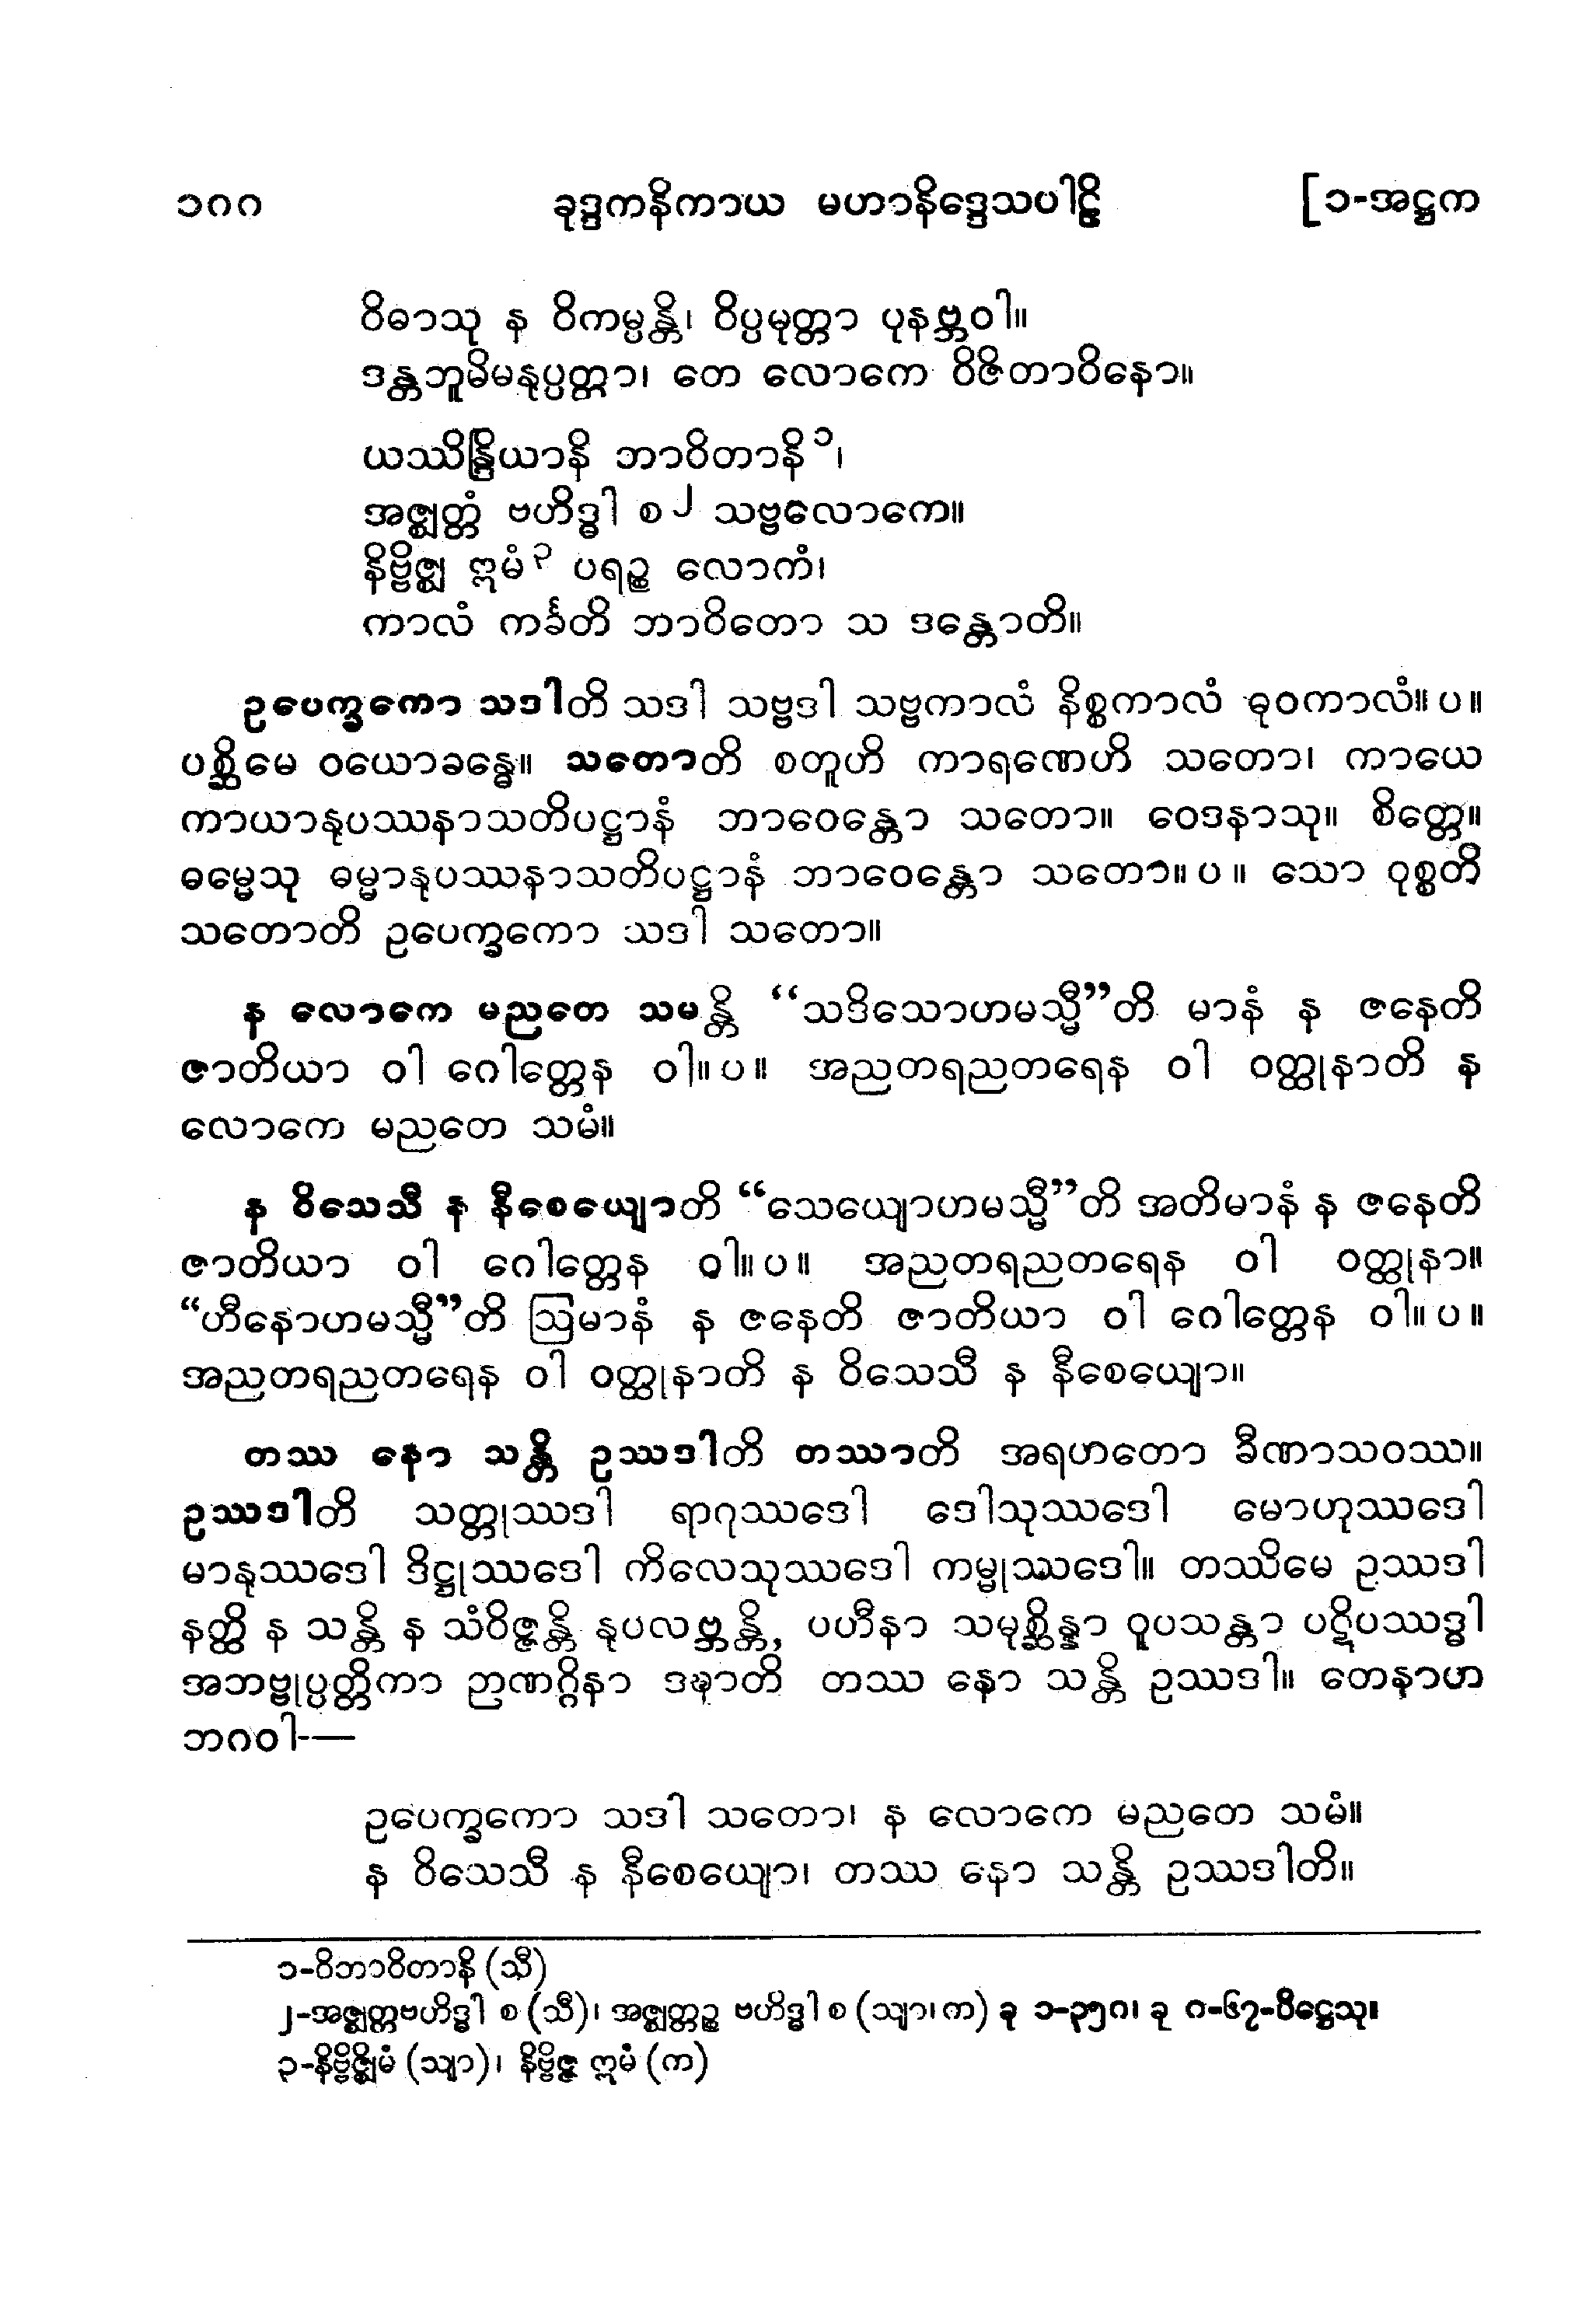 ၁၈၈ ခုဒ္ဒကနိကာယ မဟာနိဒ္ဒေသပါဠိ [၁-အဋ္ဌက
ဝိဓာသု န ဝိကမ္ပန္တိ၊ ဝိပ္ပမုတ္တာ ပုနဗ္ဘဝါ။
ဒန္တဘူမိမနုပ္ပတ္တာ၊ တေ လောကေ ဝိဇိတာဝိနော။
ယဿိန္ဒြိယာနိ ဘာဝိတာနိ၁၊
အဇ္ဈတ္တံ ဗဟိဒ္ဓါ စ၂ သဗ္ဗလောကေ။
နိဗ္ဗိဇ္ဈ ဣမံ၃ ပရဉ္စ လောကံ၊
ကာလံ ကင်္ခတိ ဘာဝိတော သ ဒန္တောတိ။
ဥပေက္ခကော သဒါတိ သဒါ သဗ္ဗဒါ သဗ္ဗကာလံ နိစ္စကာလံ ဓုဝကာလံ။ ပ။
ပစ္ဆိမေ ဝယောခန္ဓေ။ သတောတိ စတူဟိ ကာရဏေဟိ သတော၊ ကာယေ
ကာယာနုပဿနာသတိပဋ္ဌာနံ ဘာဝေန္တော သတော။ ဝေဒနာသု။ စိတ္တေ။
ဓမ္မေသု ဓမ္မာနုပဿနာသတိပဋ္ဌာနံ ဘာဝေန္တော သတော။ ပ။ သော ဝုစ္စတိ
သတောတိ ဥပေက္ခကော သဒါ သတော။
န လောကေ မညတေ သမန္တိ “သဒိသောဟမသ္မီ”တိ မာနံ န ဇနေတိ
ဇာတိယာ ဝါ ဂေါတ္တေန ဝါ။ ပ။ အညတရညတရေန ဝါ ဝတ္ထုနာတိ န
လောကေ မညတေ သမံ။
န ဝိသေသီ န နီစေယျောတိ “သေယျောဟမသ္မီ”တိ အတိမာနံ န ဇနေတိ
ဇာတိယာ ဝါ ဂေါတ္တေန ဝါ။ ပ။ အညတရညတရေန ဝါ ဝတ္ထုနာ။
“ဟီနောဟမသ္မီ”တိ ဩမာနံ န ဇနေတိ ဇာတိယာ ဝါ ဂေါတ္တေန ဝါ။ ပ။
အညတရညတရေန ဝါ ဝတ္ထုနာတိ န ဝိသေသီ န နီစေယျော။
တဿ နော သန္တိ ဥဿဒါတိ တဿာတိ အရဟတော ခီဏာသဝဿ။
ဥဿဒါတိ သတ္တုဿဒါ ရာဂုဿဒေါ ဒေါသုဿဒေါ မောဟုဿဒေါ
မာနုဿဒေါ ဒိဋ္ဌုဿဒေါ ကိလေသုဿဒေါ ကမ္မုဿဒေါ။ တဿိမေ ဥဿဒါ
နတ္ထိ န သန္တိ န သံဝိဇ္ဇန္တိ နုပလဗ္ဘန္တိ, ပဟီနာ သမုစ္ဆိန္နာ ဝူပသန္တာ ပဋိပဿဒ္ဓါ
အဘဗ္ဗုပ္ပတ္တိကာ ဉာဏဂ္ဂိနာ ဒဍ္ဎာတိ တဿ နော သန္တိ ဥဿဒါ။ တေနာဟ
ဘဂဝါ-—
ဥပေက္ခကော သဒါ သတော၊ န လောကေ မညတေ သမံ။
န ဝိသေသီ န နီစေယျော၊ တဿ နော သန္တိ ဥဿဒါတိ။
၁-ဝိဘာဝိတာနိ (သီ)
၂-အဇ္ဈတ္တဗဟိဒ္ဓါ စ (သီ)၊ အဇ္ဈတ္တဉ္စ ဗဟိဒ္ဓါ စ (သျာ၊ က) ခု ၁-၃၅၈၊ ခု ၈-၆၇-ပိဋ္ဌေသု။
၃-နိဗ္ဗိဇ္ဈိမံ (သျာ)၊ နိဗ္ဗိဇ္ဇ ဣမံ (က)